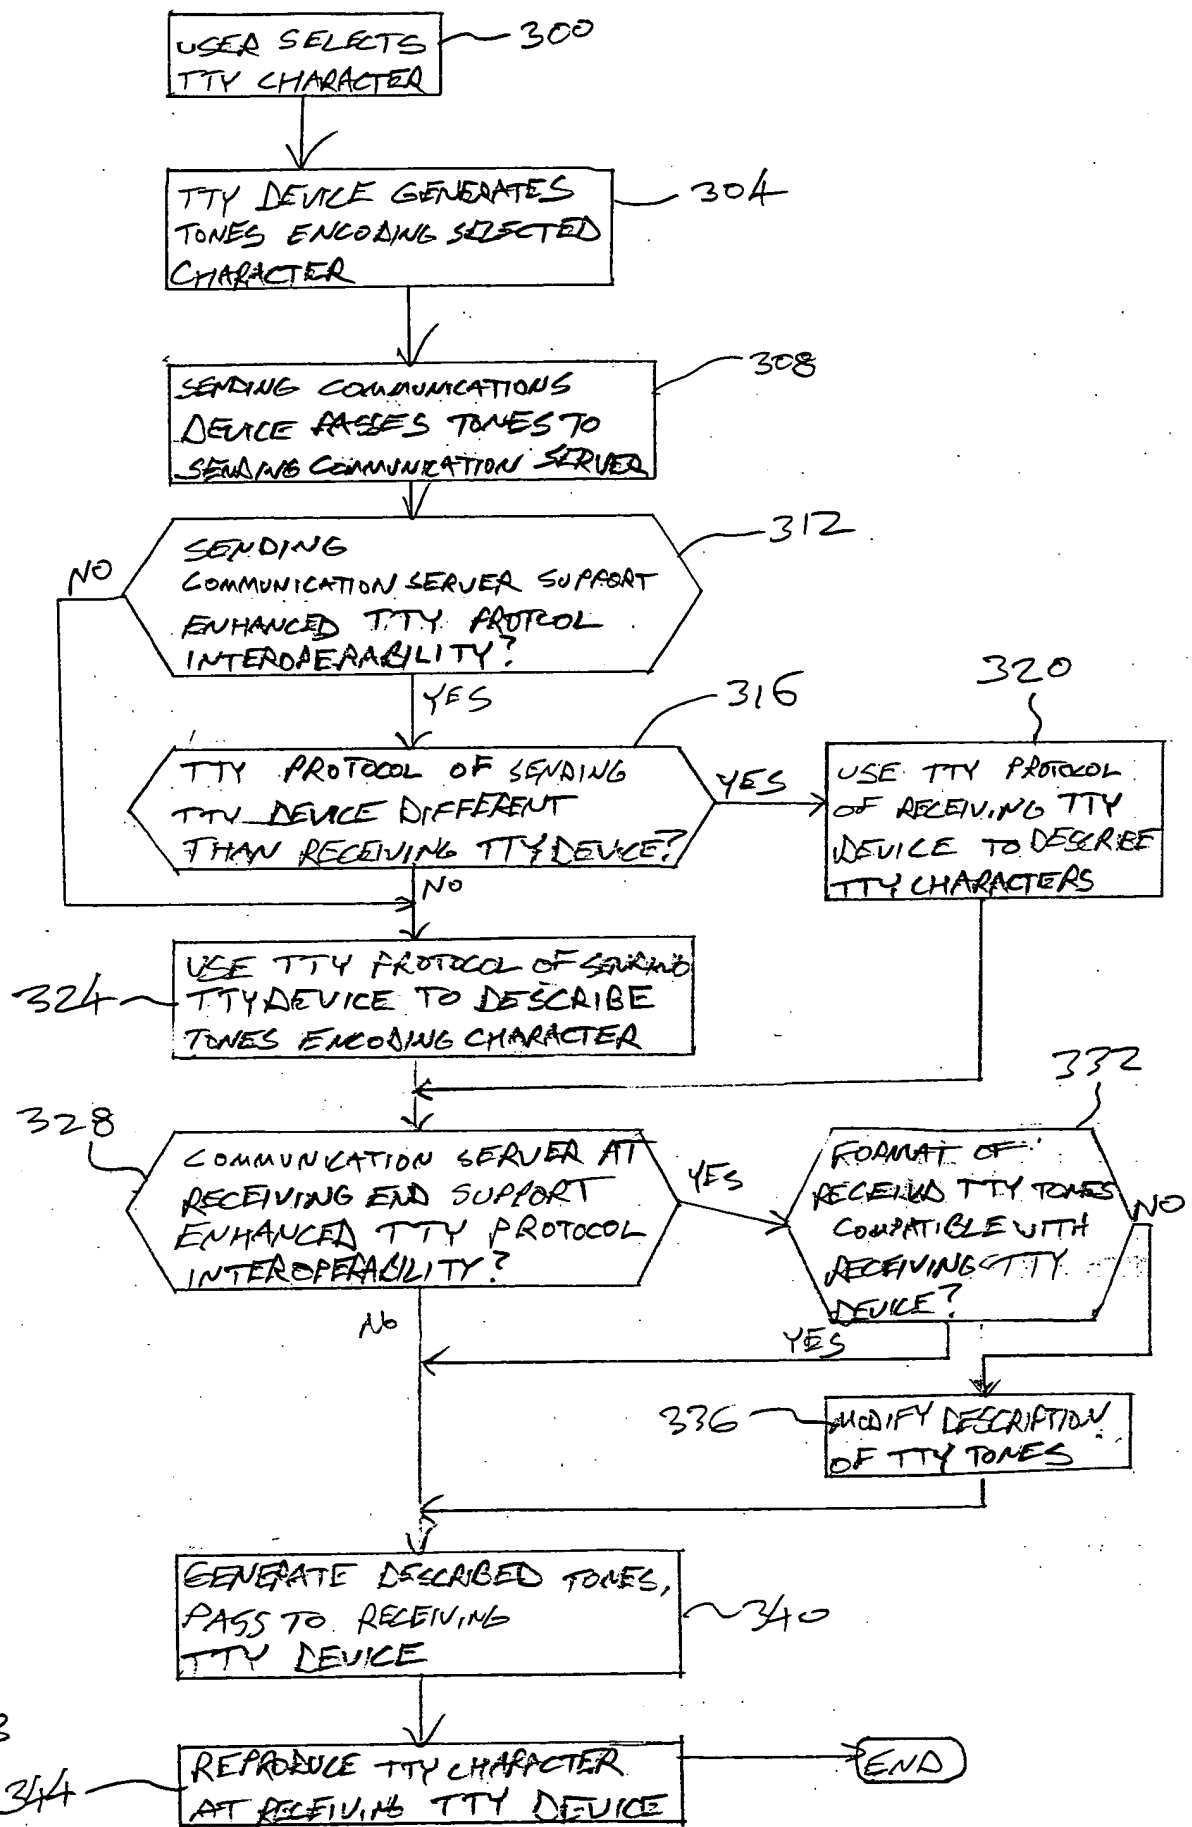 USER SELECTS
TTY CHARACTER
300
TTY DEVICE GENERATES
TONES ENCODING SELECTED
CHARACTER
304
SENDING COMMUNICATIONS
DEVICE PASSES TONES TO
SENDING COMMUNICATION SERVER
308
SENDING
COMMUNICATION SERVER SUPPORT
ENHANCED TTY PROTOCOL
INTEROPERABILITY?
312
NO
YES
316
TTY PROTOCOL OF SENDING
TTY DEVICE DIFFERENT
THAN RECEIVING TTY DEVICE?
YES
NO
320
USE TTY PROTOCOL
OF RECEIVING TTY
DEVICE TO DESCRIBE
TTY CHARACTERS
324
USE TTY PROTOCOL OF SENDING
TTY DEVICE TO DESCRIBE
TONES ENCODING CHARACTER
328
COMMUNICATION SERVER AT
RECEIVING END SUPPORT
ENHANCED TTY PROTOCOL
INTEROPERABILITY?
YES
NO
332
FORMAT OF
RECEIVED TTY TONES
COMPATIBLE WITH
RECEIVING TTY
DEVICE?
NO
YES
336
MODIFY DESCRIPTION
OF TTY TONES
GENERATE DESCRIBED TONES,
PASS TO RECEIVING
TTY DEVICE
340
3
344
REPRODUCE TTY CHARACTER
AT RECEIVING TTY DEVICE
END